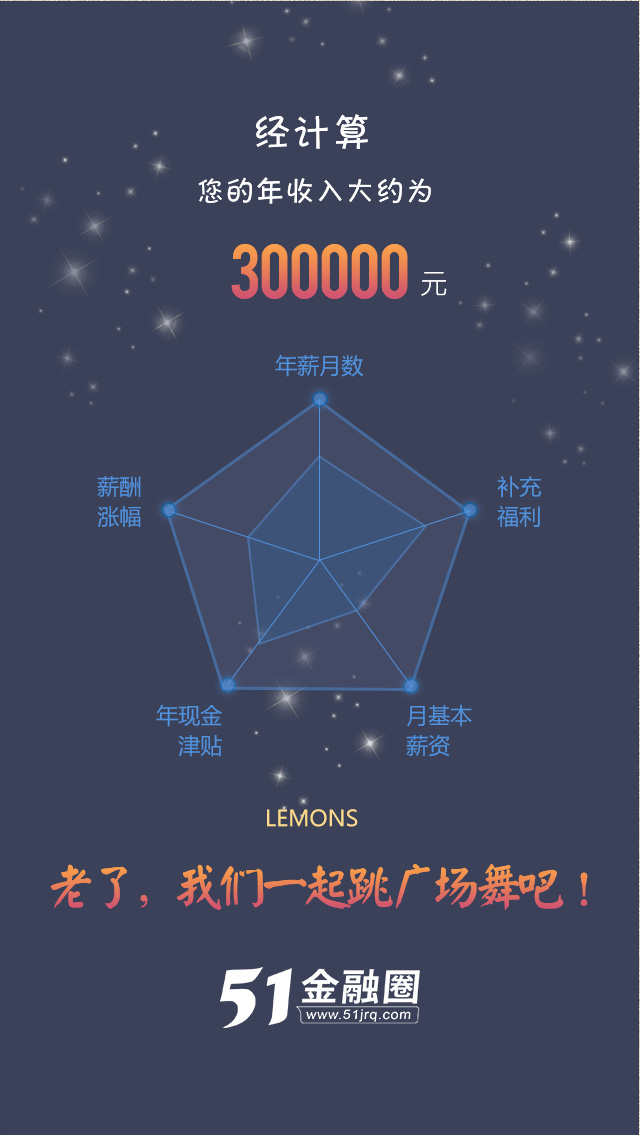 经计算
您的年收入大约为
300000 元
年薪月数
薪酬
涨幅
补充
福利
年现金
津贴
月基本
薪资
LEMONS
老了，我们一起跳广场舞吧！
51 金融圈
www.51jrq.com